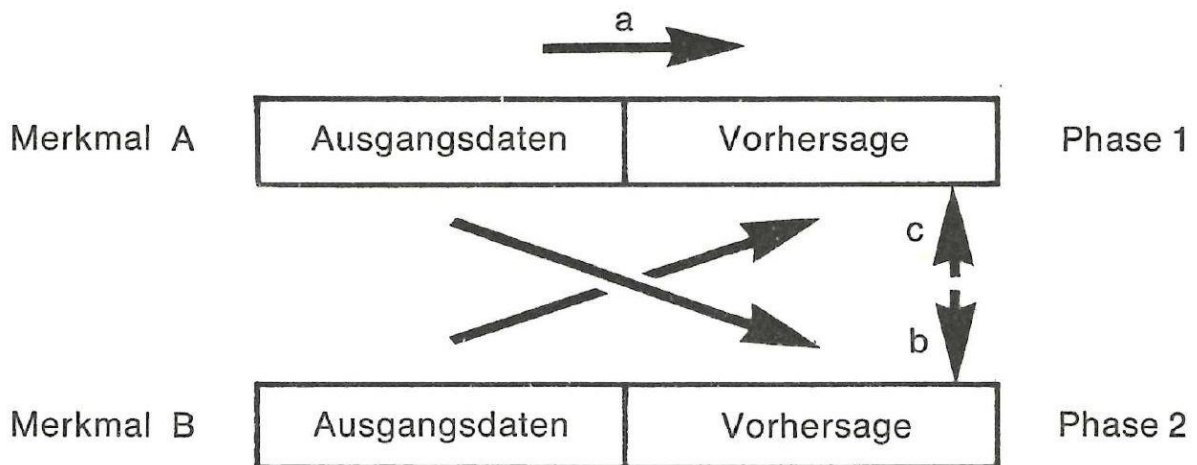 a
Merkmal A Ausgangsdaten Vorhersage Phase 1
c
b
Merkmal B Ausgangsdaten Vorhersage Phase 2